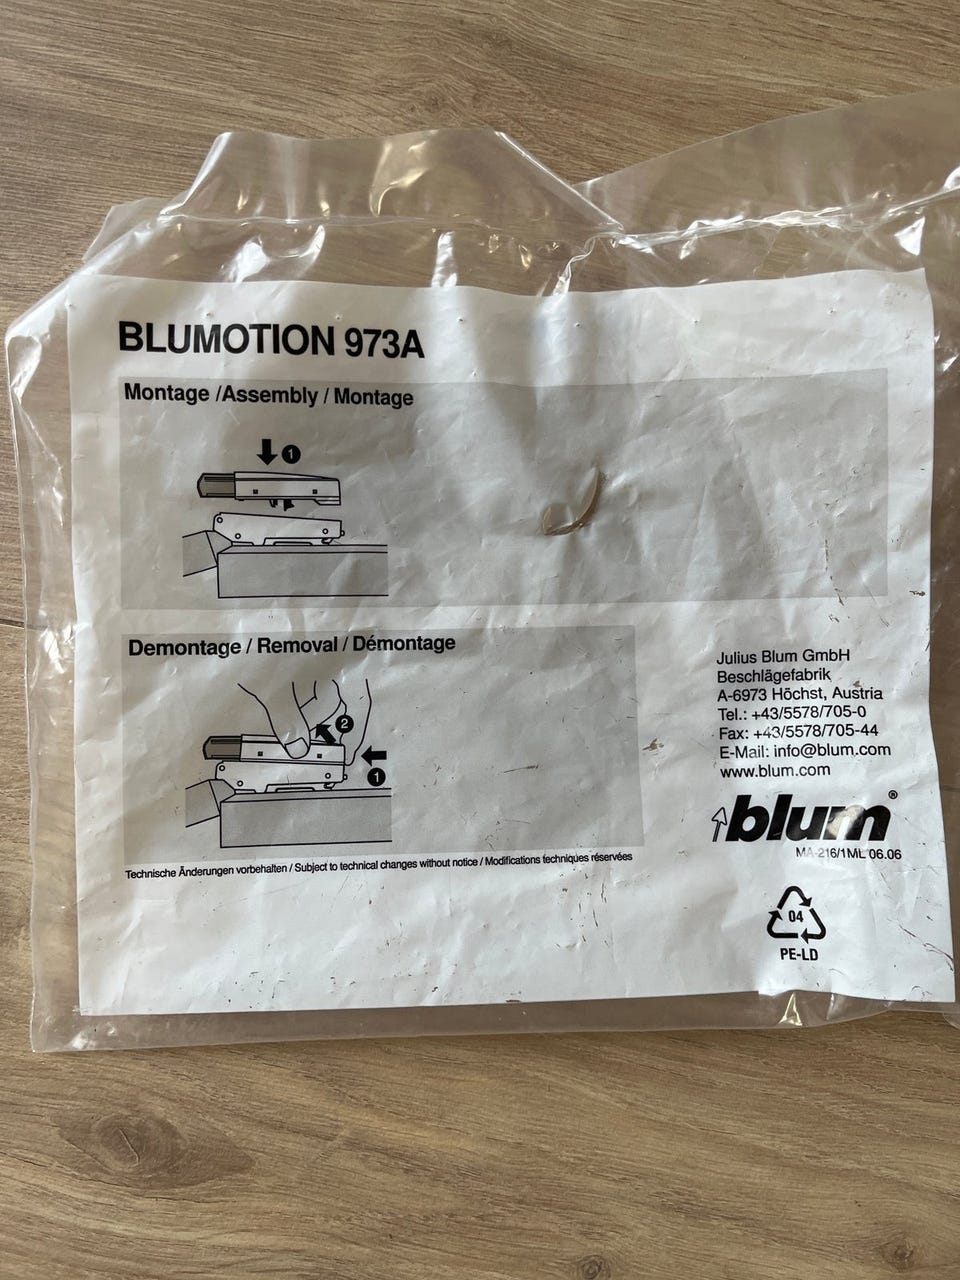 BLUMOTION 973A
Montage /Assembly / Montage
1
Demontage / Removal / Démontage
2
1
Technische Änderungen vorbehalten / Subject to technical changes without notice / Modifications techniques réservées
Julius Blum GmbH
Beschlägefabrik
A-6973 Höchst, Austria
Tel.: +43/5578/705-0
Fax: +43/5578/705-44
E-Mail: info@blum.com
www.blum.com
blum®
MA-216/1ML 06.06
04
PE-LD